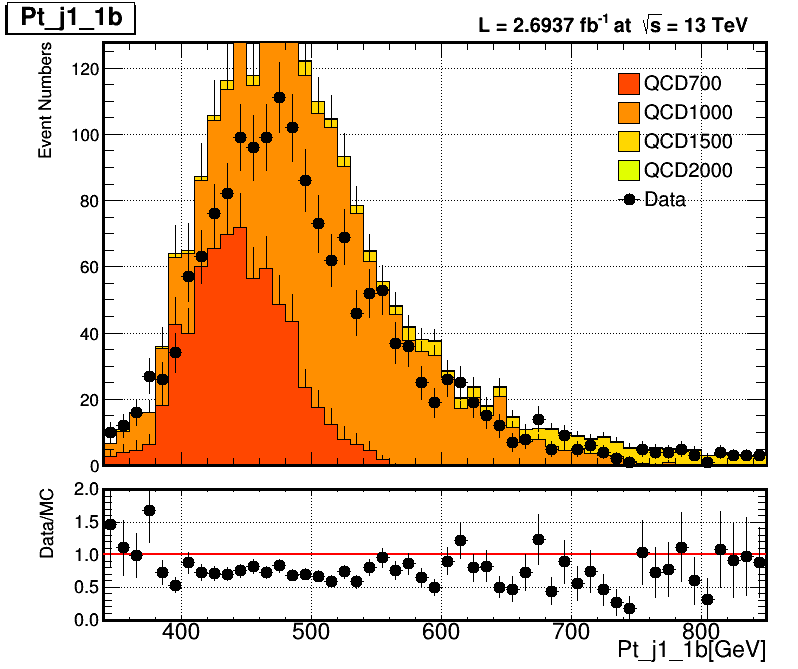 Pt_j1_1b
L = 2.6937 fb-1 at √s = 13 TeV
Event Numbers
120
100
80
60
40
20
0
QCD700
QCD1000
QCD1500
QCD2000
Data
Data/MC
2.0
1.5
1.0
0.5
0.0
400 500 600 700 800
Pt_j1_1b[GeV]